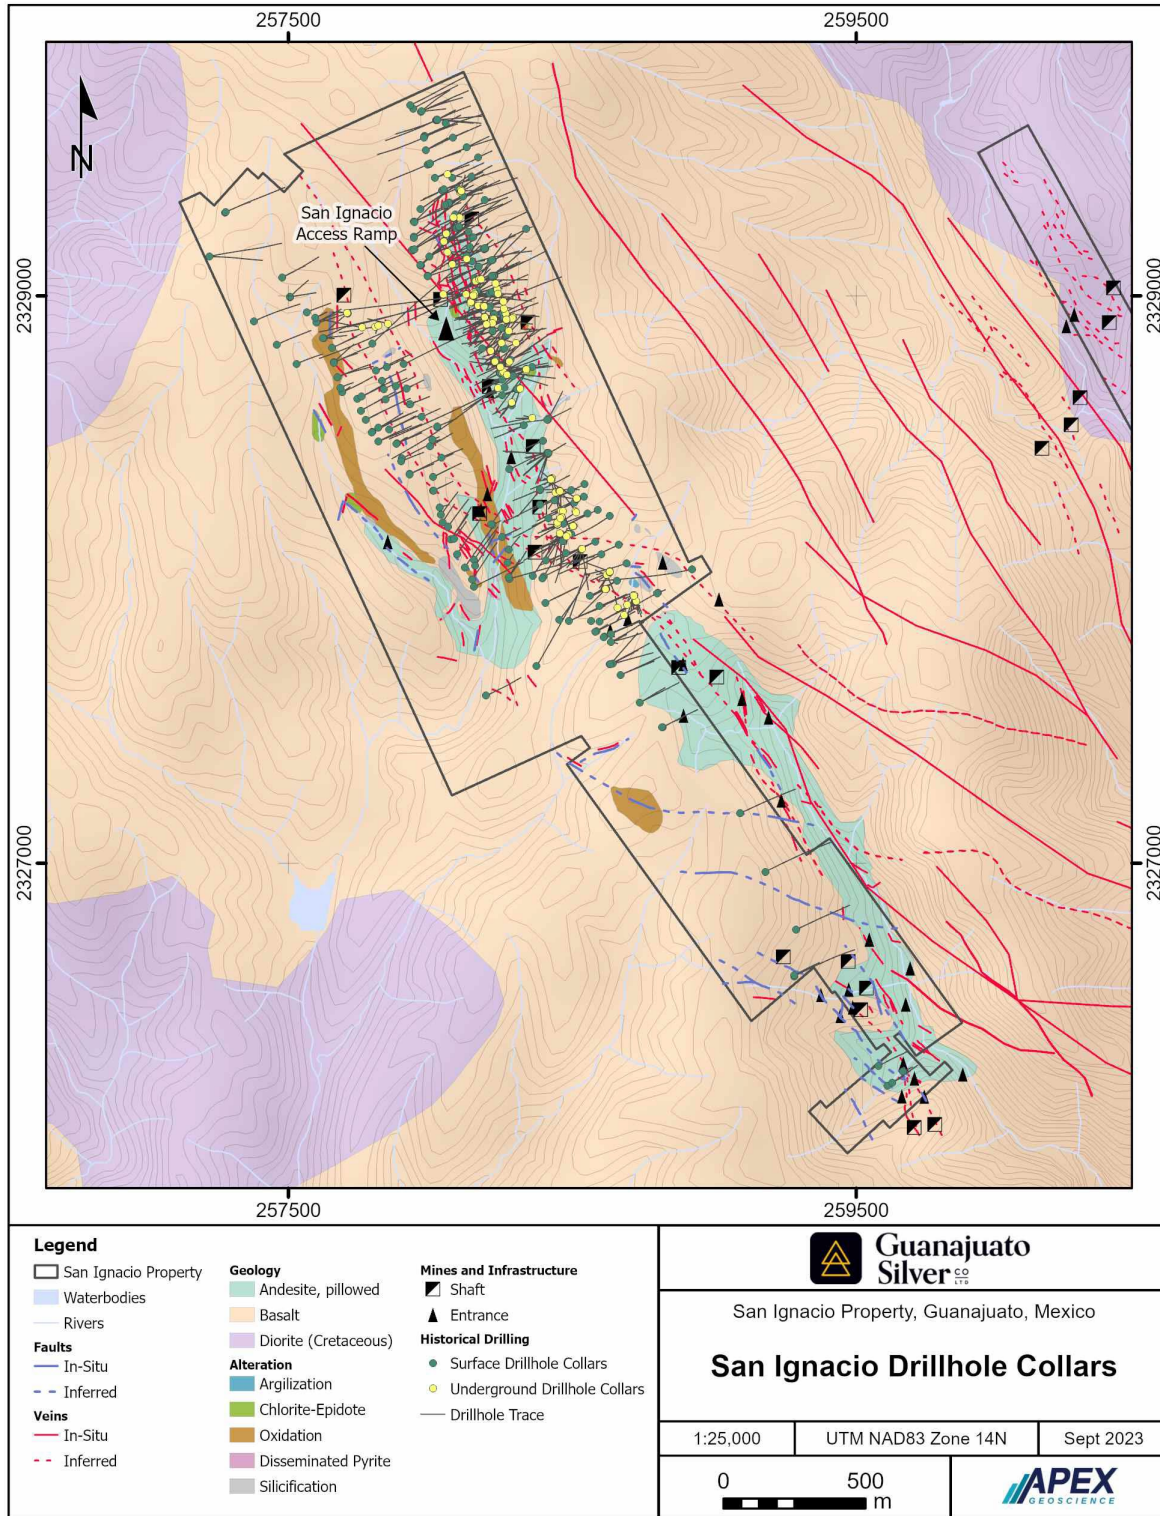 257500
259500
N
San Ignacio
Access Ramp
2329000
2329000
2327000
2327000
257500
259500
Legend
San Ignacio Property
Waterbodies
Rivers
Faults
In-Situ
Inferred
Veins
In-Situ
Inferred
Geology
Andesite, pillowed
Basalt
Diorite (Cretaceous)
Alteration
Argilization
Chlorite-Epidote
Oxidation
Disseminated Pyrite
Silicification
Mines and Infrastructure
Shaft
Entrance
Historical Drilling
Surface Drillhole Collars
Underground Drillhole Collars
Drillhole Trace
Guanajuato
Silver CO LTD
San Ignacio Property, Guanajuato, Mexico
San Ignacio Drillhole Collars
1:25,000
UTM NAD83 Zone 14N
Sept 2023
0 500
m
APEX
GEOSCIENCE